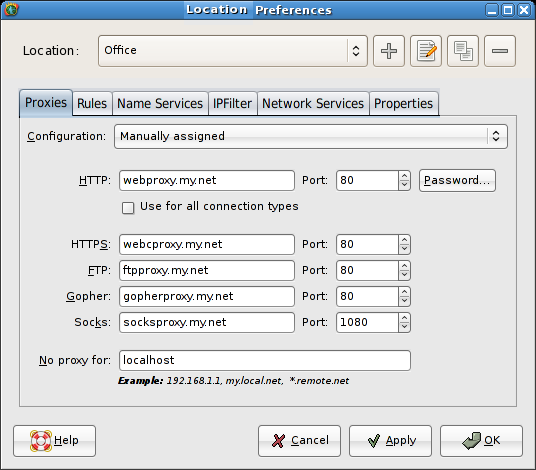 Location Preferences
Location: Office
Proxies Rules Name Services IPFilter Network Services Properties
Configuration: Manually assigned
HTTP: webproxy.my.net Port: 80 Password...
Use for all connection types
HTTPS: webcproxy.my.net Port: 80
FTP: ftpproxy.my.net Port: 80
Gopher: gopherproxy.my.net Port: 80
Socks: socksproxy.my.net Port: 1080
No proxy for: localhost
Example: 192.168.1.1, my.local.net, *.remote.net
Help Cancel Apply OK